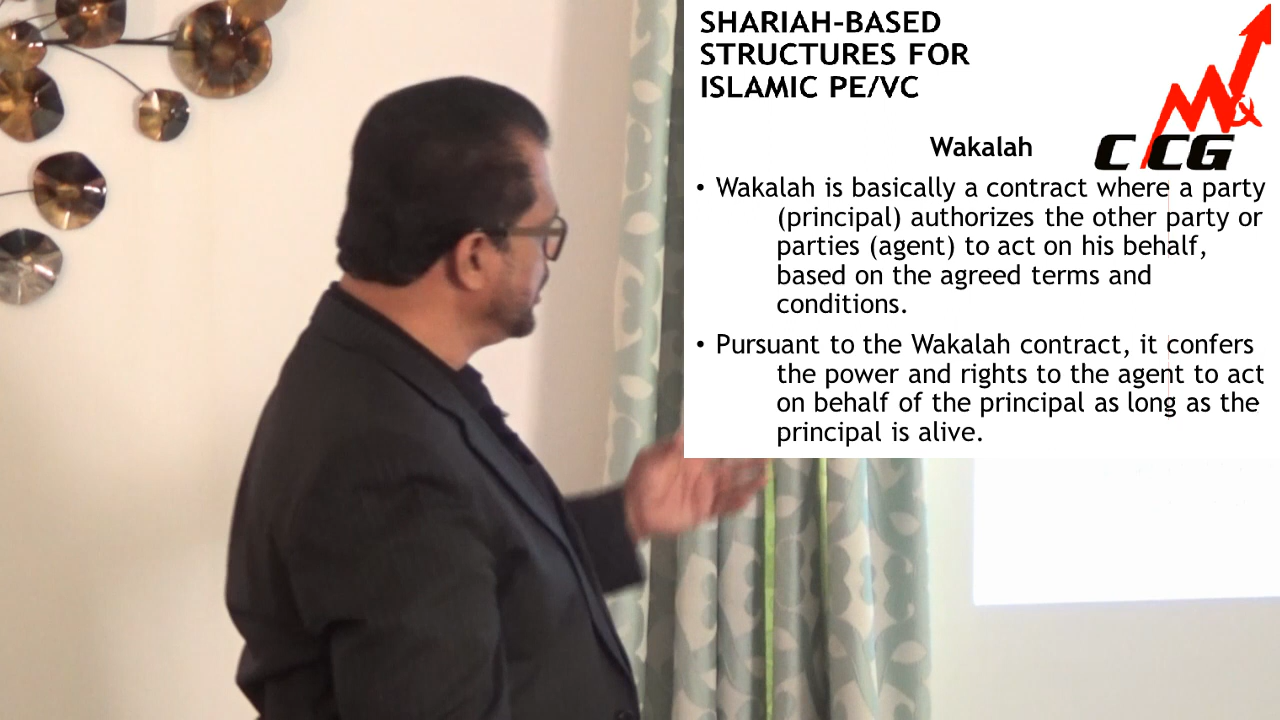 SHARIAH-BASED
STRUCTURES FOR
ISLAMIC PE/VC
CCG
Wakalah
• Wakalah is basically a contract where a party
(principal) authorizes the other party or
parties (agent) to act on his behalf,
based on the agreed terms and
conditions.
• Pursuant to the Wakalah contract, it confers
the power and rights to the agent to act
on behalf of the principal as long as the
principal is alive.